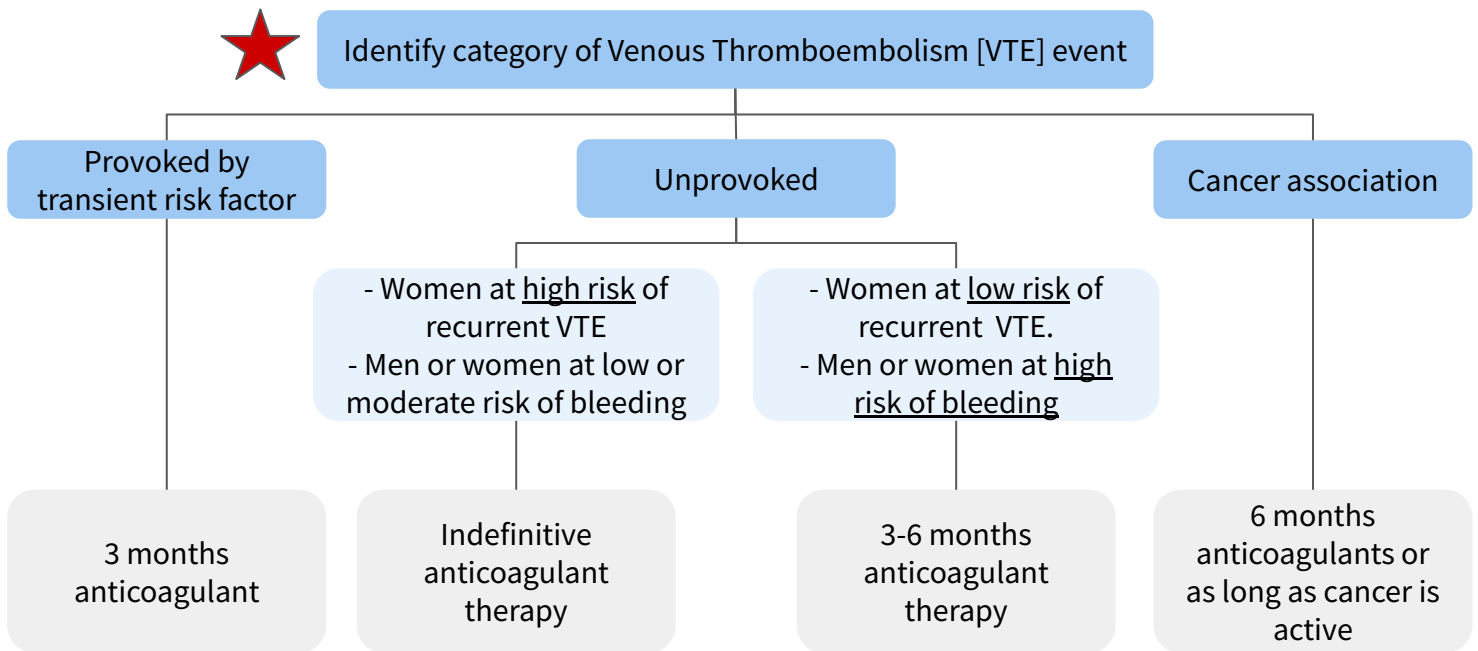 Identify category of Venous Thromboembolism [VTE] event
Provoked by
transient risk factor
Unprovoked
Cancer association
- Women at high risk of
recurrent VTE
- Men or women at low or
moderate risk of bleeding
- Women at low risk of
recurrent  VTE.
- Men or women at high
risk of bleeding
3 months
anticoagulant
Indefinitive
anticoagulant
therapy
3-6 months
anticoagulant
therapy
6 months
anticoagulants or
as long as cancer is
active